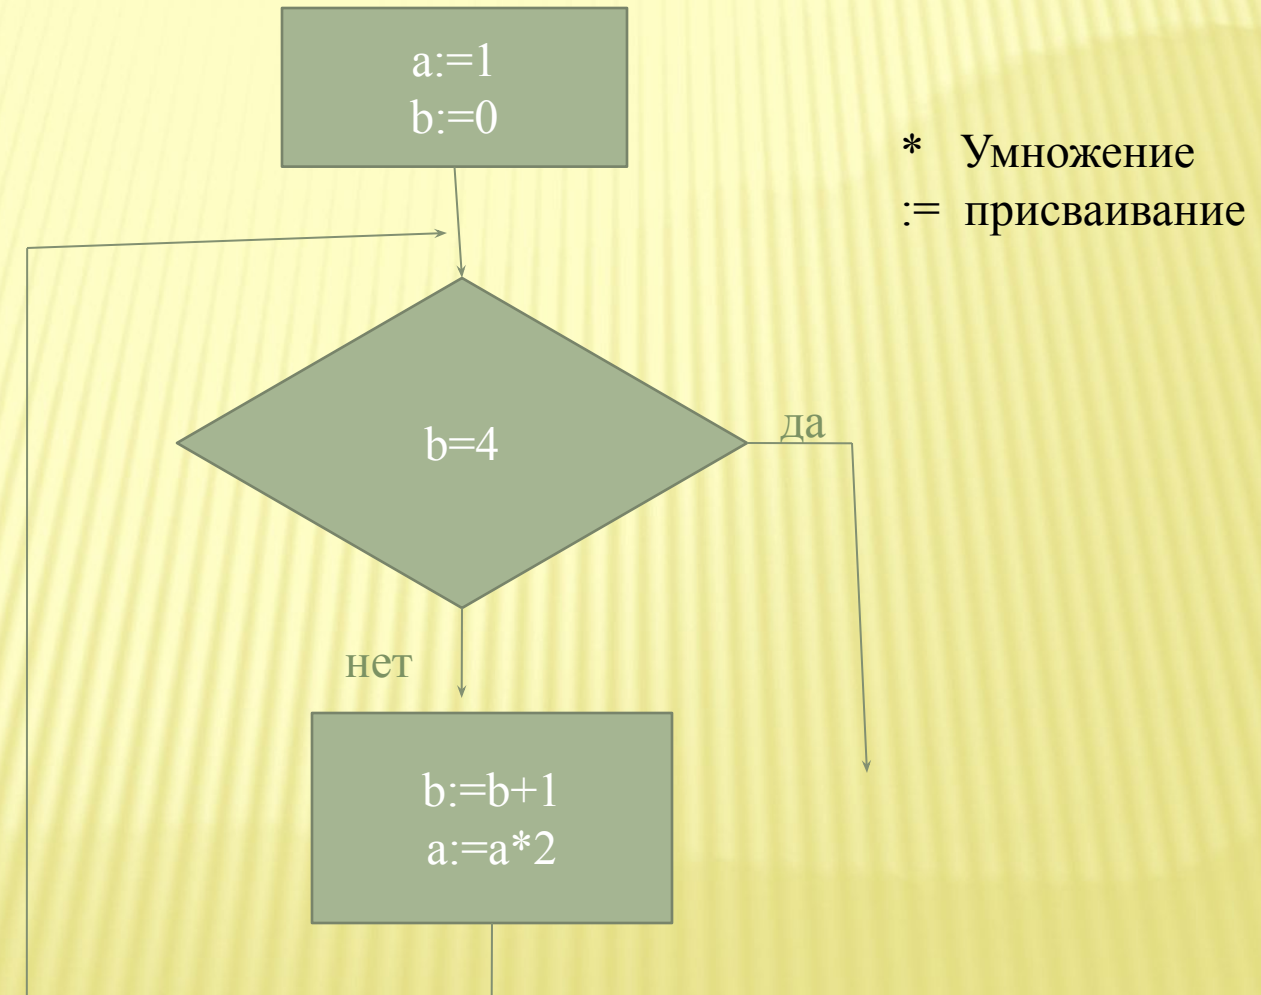 a:=1
b:=0
* Умножение
:= присваивание
b=4
да
нет
b:=b+1
a:=a*2